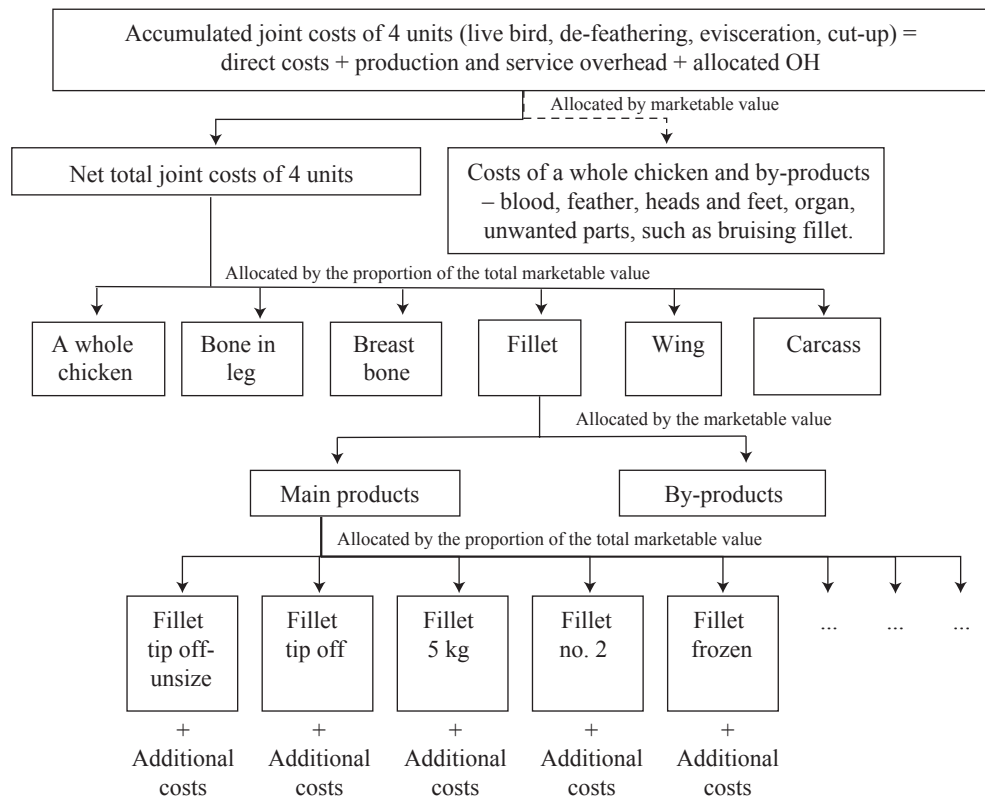 Accumulated joint costs of 4 units (live bird, de-feathering, evisceration, cut-up) =
direct costs + production and service overhead + allocated OH
Allocated by marketable value
Net total joint costs of 4 units
Costs of a whole chicken and by-products
– blood, feather, heads and feet, organ,
unwanted parts, such as bruising fillet.
Allocated by the proportion of the total marketable value
A whole
chicken
Bone in
leg
Breast
bone
Fillet
Wing
Carcass
Allocated by the marketable value
Main products
By-products
Allocated by the proportion of the total marketable value
Fillet
tip off-
unsize
Fillet
tip off
Fillet
5 kg
Fillet
no. 2
Fillet
frozen
...
...
...
+
Additional
costs
+
Additional
costs
+
Additional
costs
+
Additional
costs
+
Additional
costs